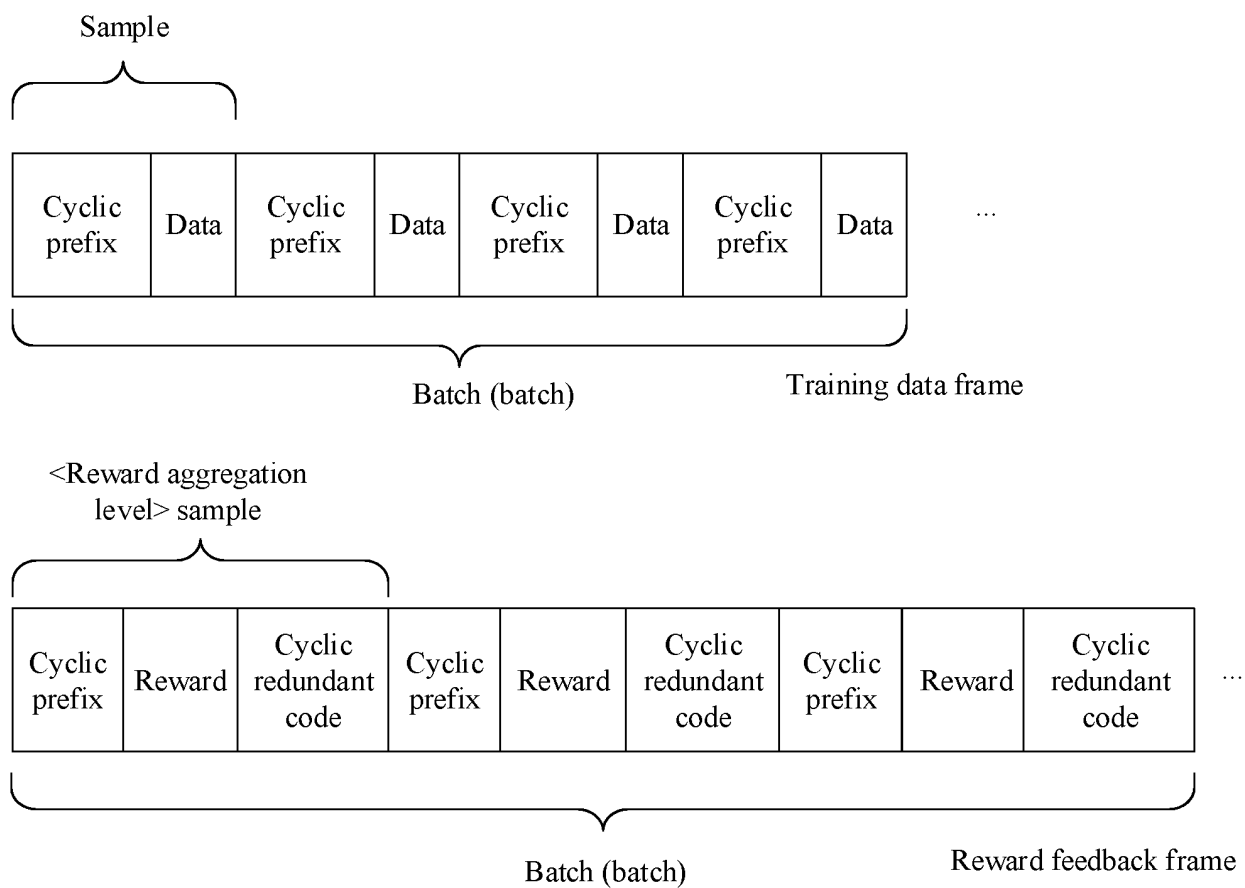 Sample
Cyclic
prefix
Data
Cyclic
prefix
Data
Cyclic
prefix
Data
Cyclic
prefix
Data
...
Batch (batch)
Training data frame
<Reward aggregation
level> sample
Cyclic
prefix
Reward
Cyclic
redundant
code
Cyclic
prefix
Reward
Cyclic
redundant
code
Cyclic
prefix
Reward
Cyclic
redundant
code
...
Batch (batch)
Reward feedback frame